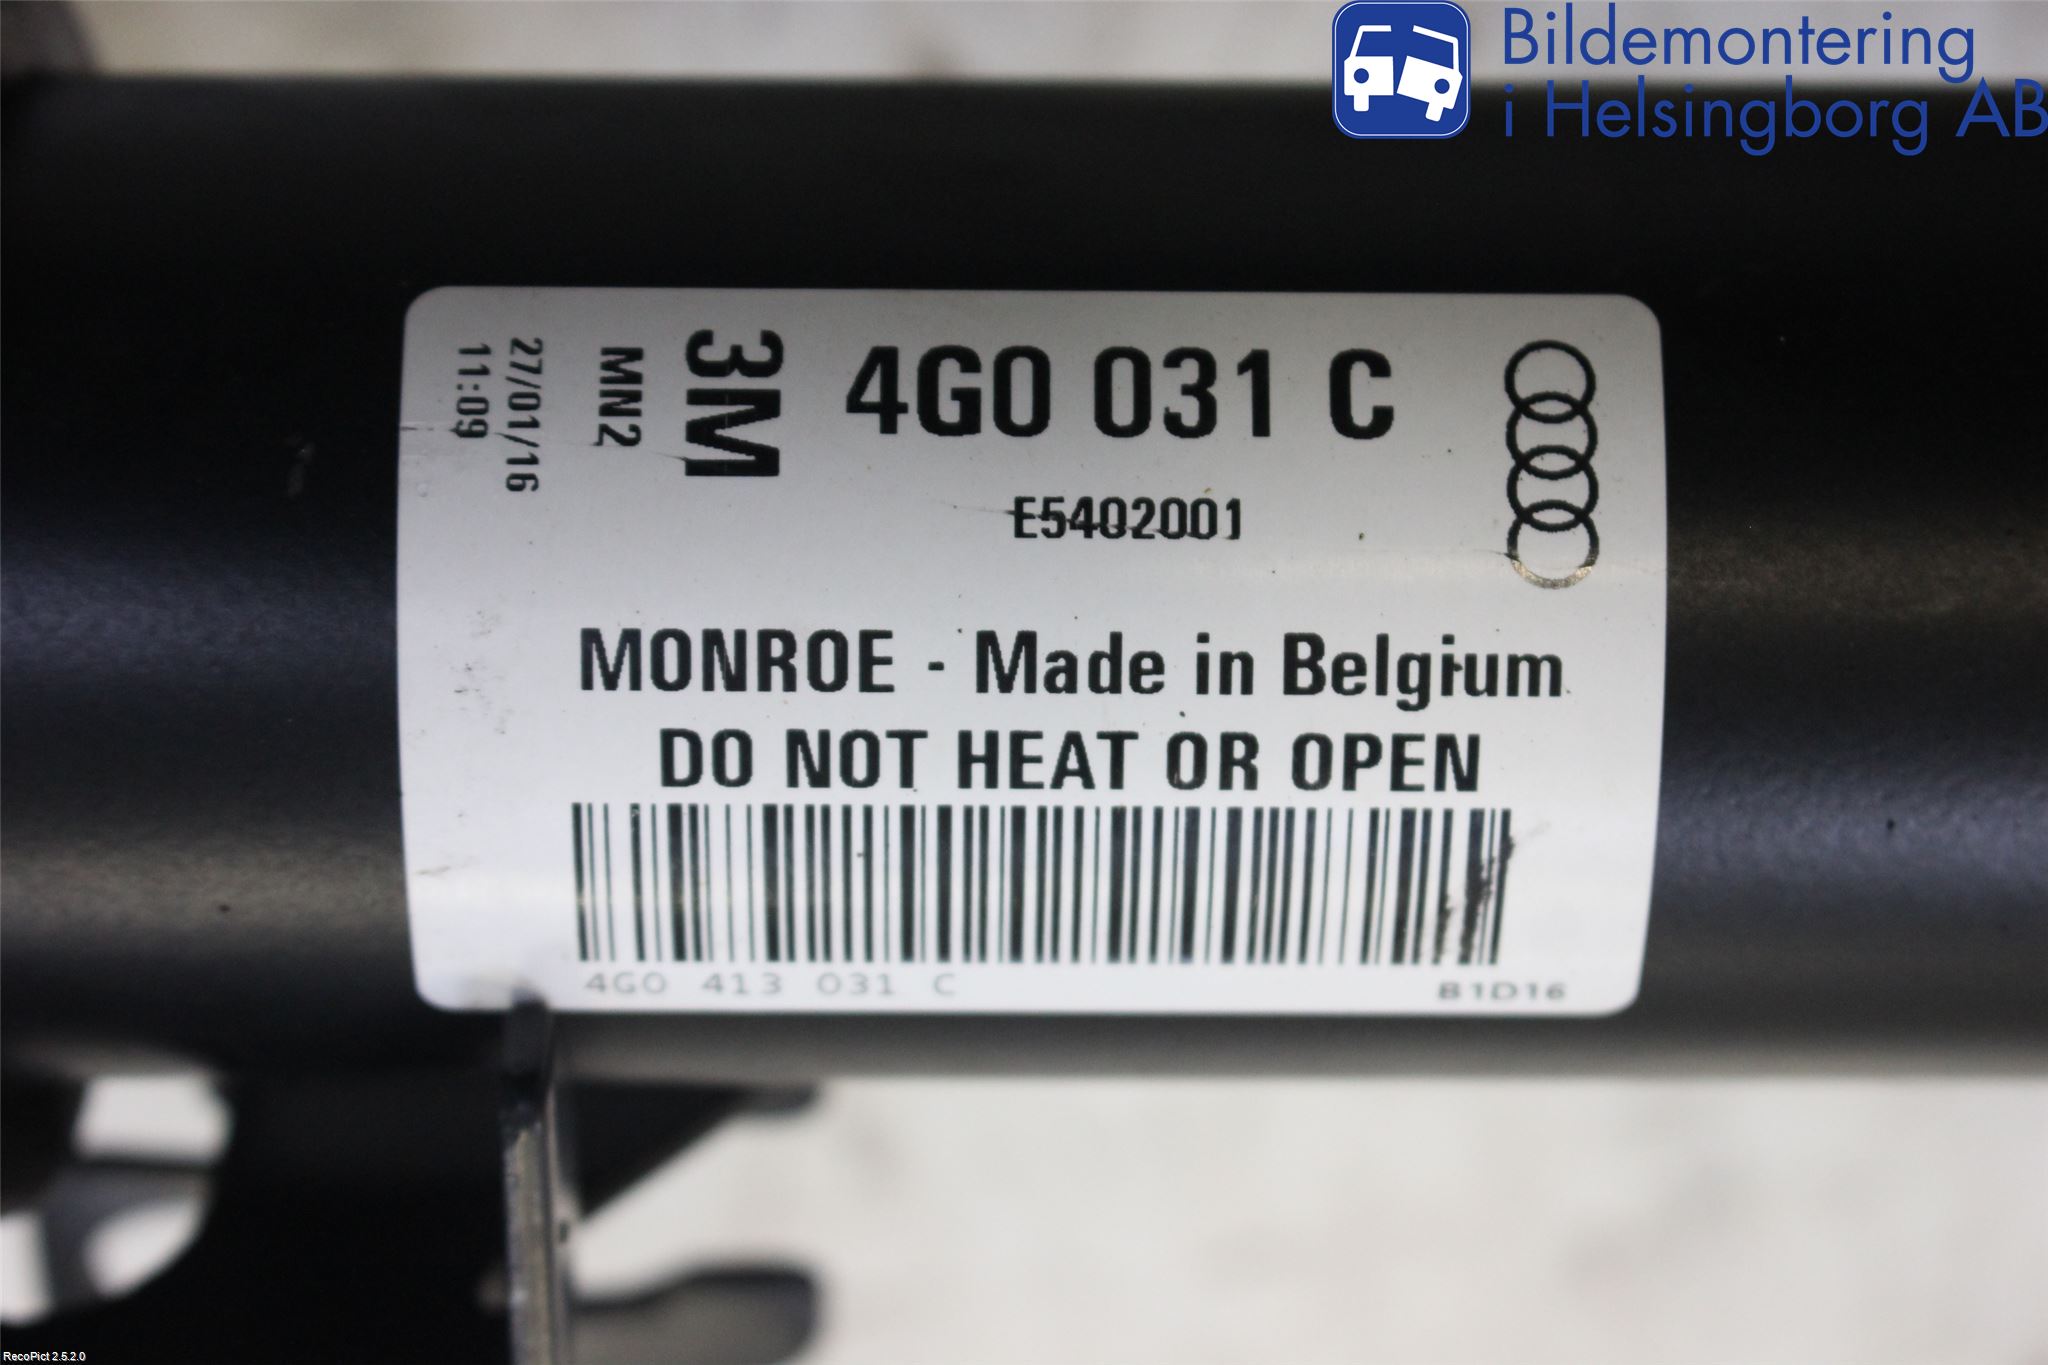 Bildemontering
i Helsingborg AB
4G0 031 C
3M
MN2
27/01/16
11:09
E5402001
MONROE - Made in Belgium
DO NOT HEAT OR OPEN
4G0 413 031 C
B1D16
RecoPict 2.5.2.0